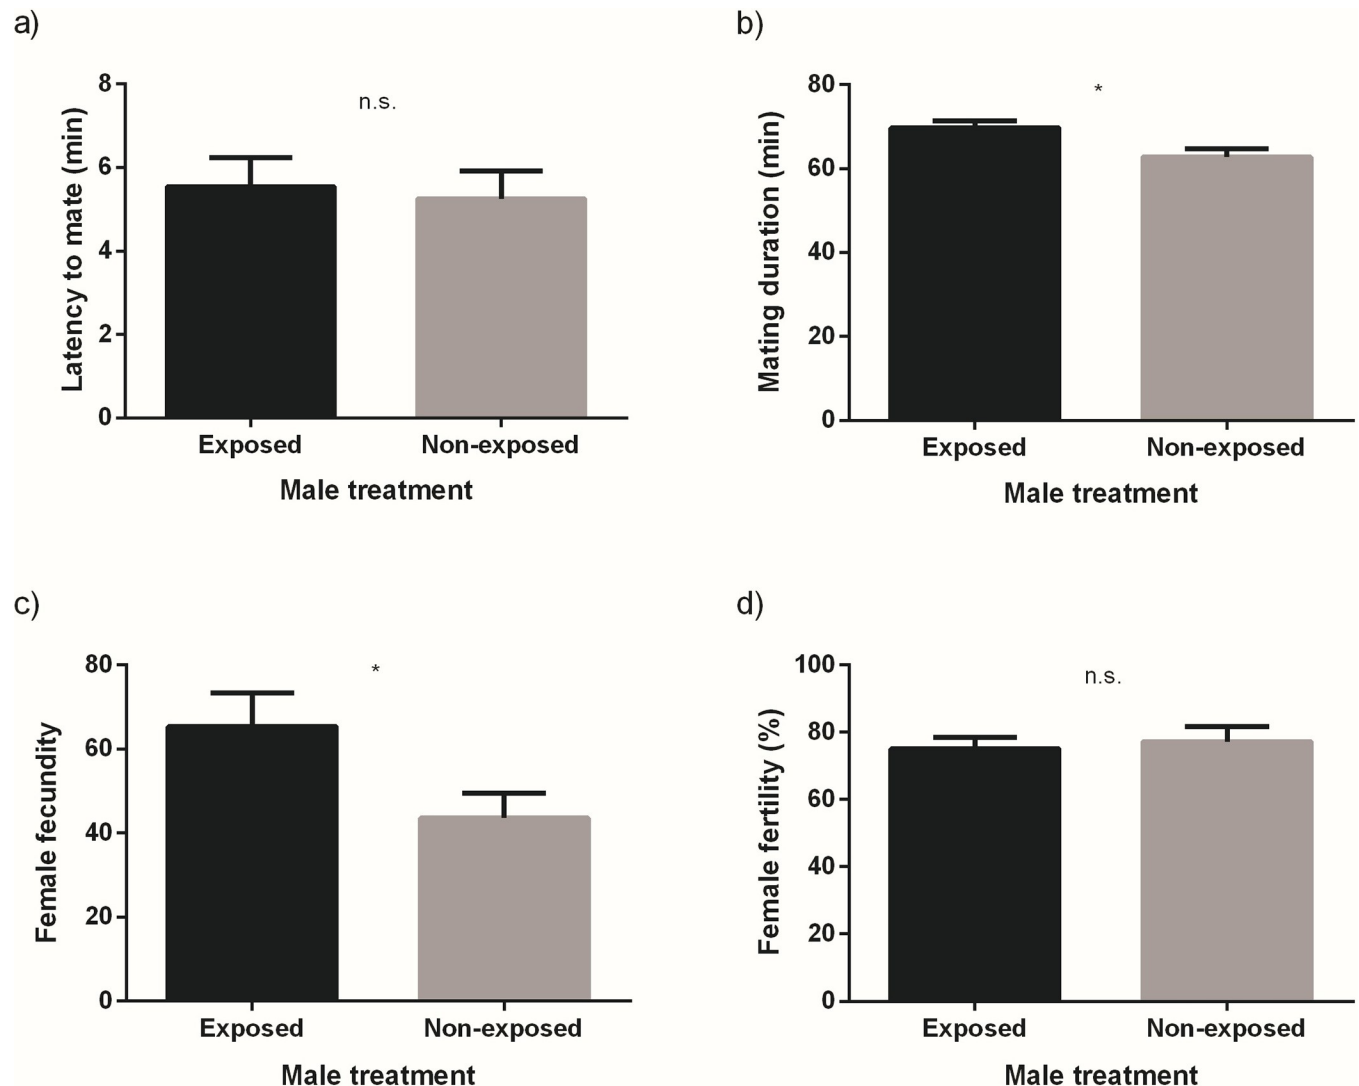 a)
8
6
4
2
0
Latency to mate (min)
n.s.
Exposed
Non-exposed
Male treatment
b)
80
60
40
20
0
Mating duration (min)
*
Exposed
Non-exposed
Male treatment
c)
80
60
40
20
0
Female fecundity
*
Exposed
Non-exposed
Male treatment
d)
100
80
60
40
20
0
Female fertility (%)
n.s.
Exposed
Non-exposed
Male treatment